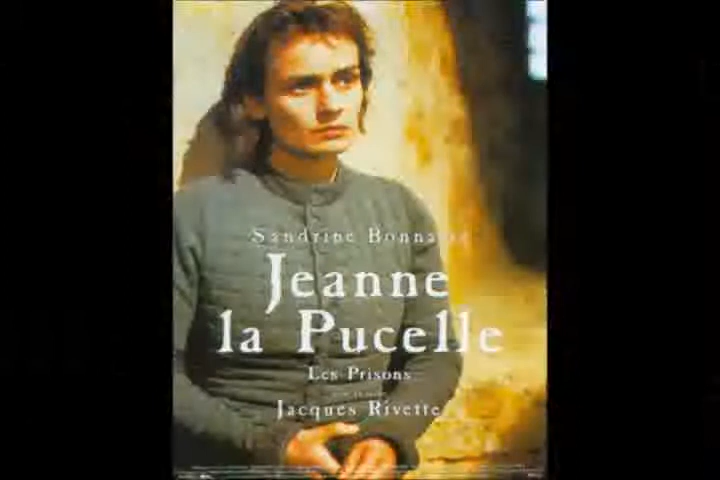 Sandrine Bonnaire
Jeanne
la Pucelle
Les Prisons
Jacques Rivette